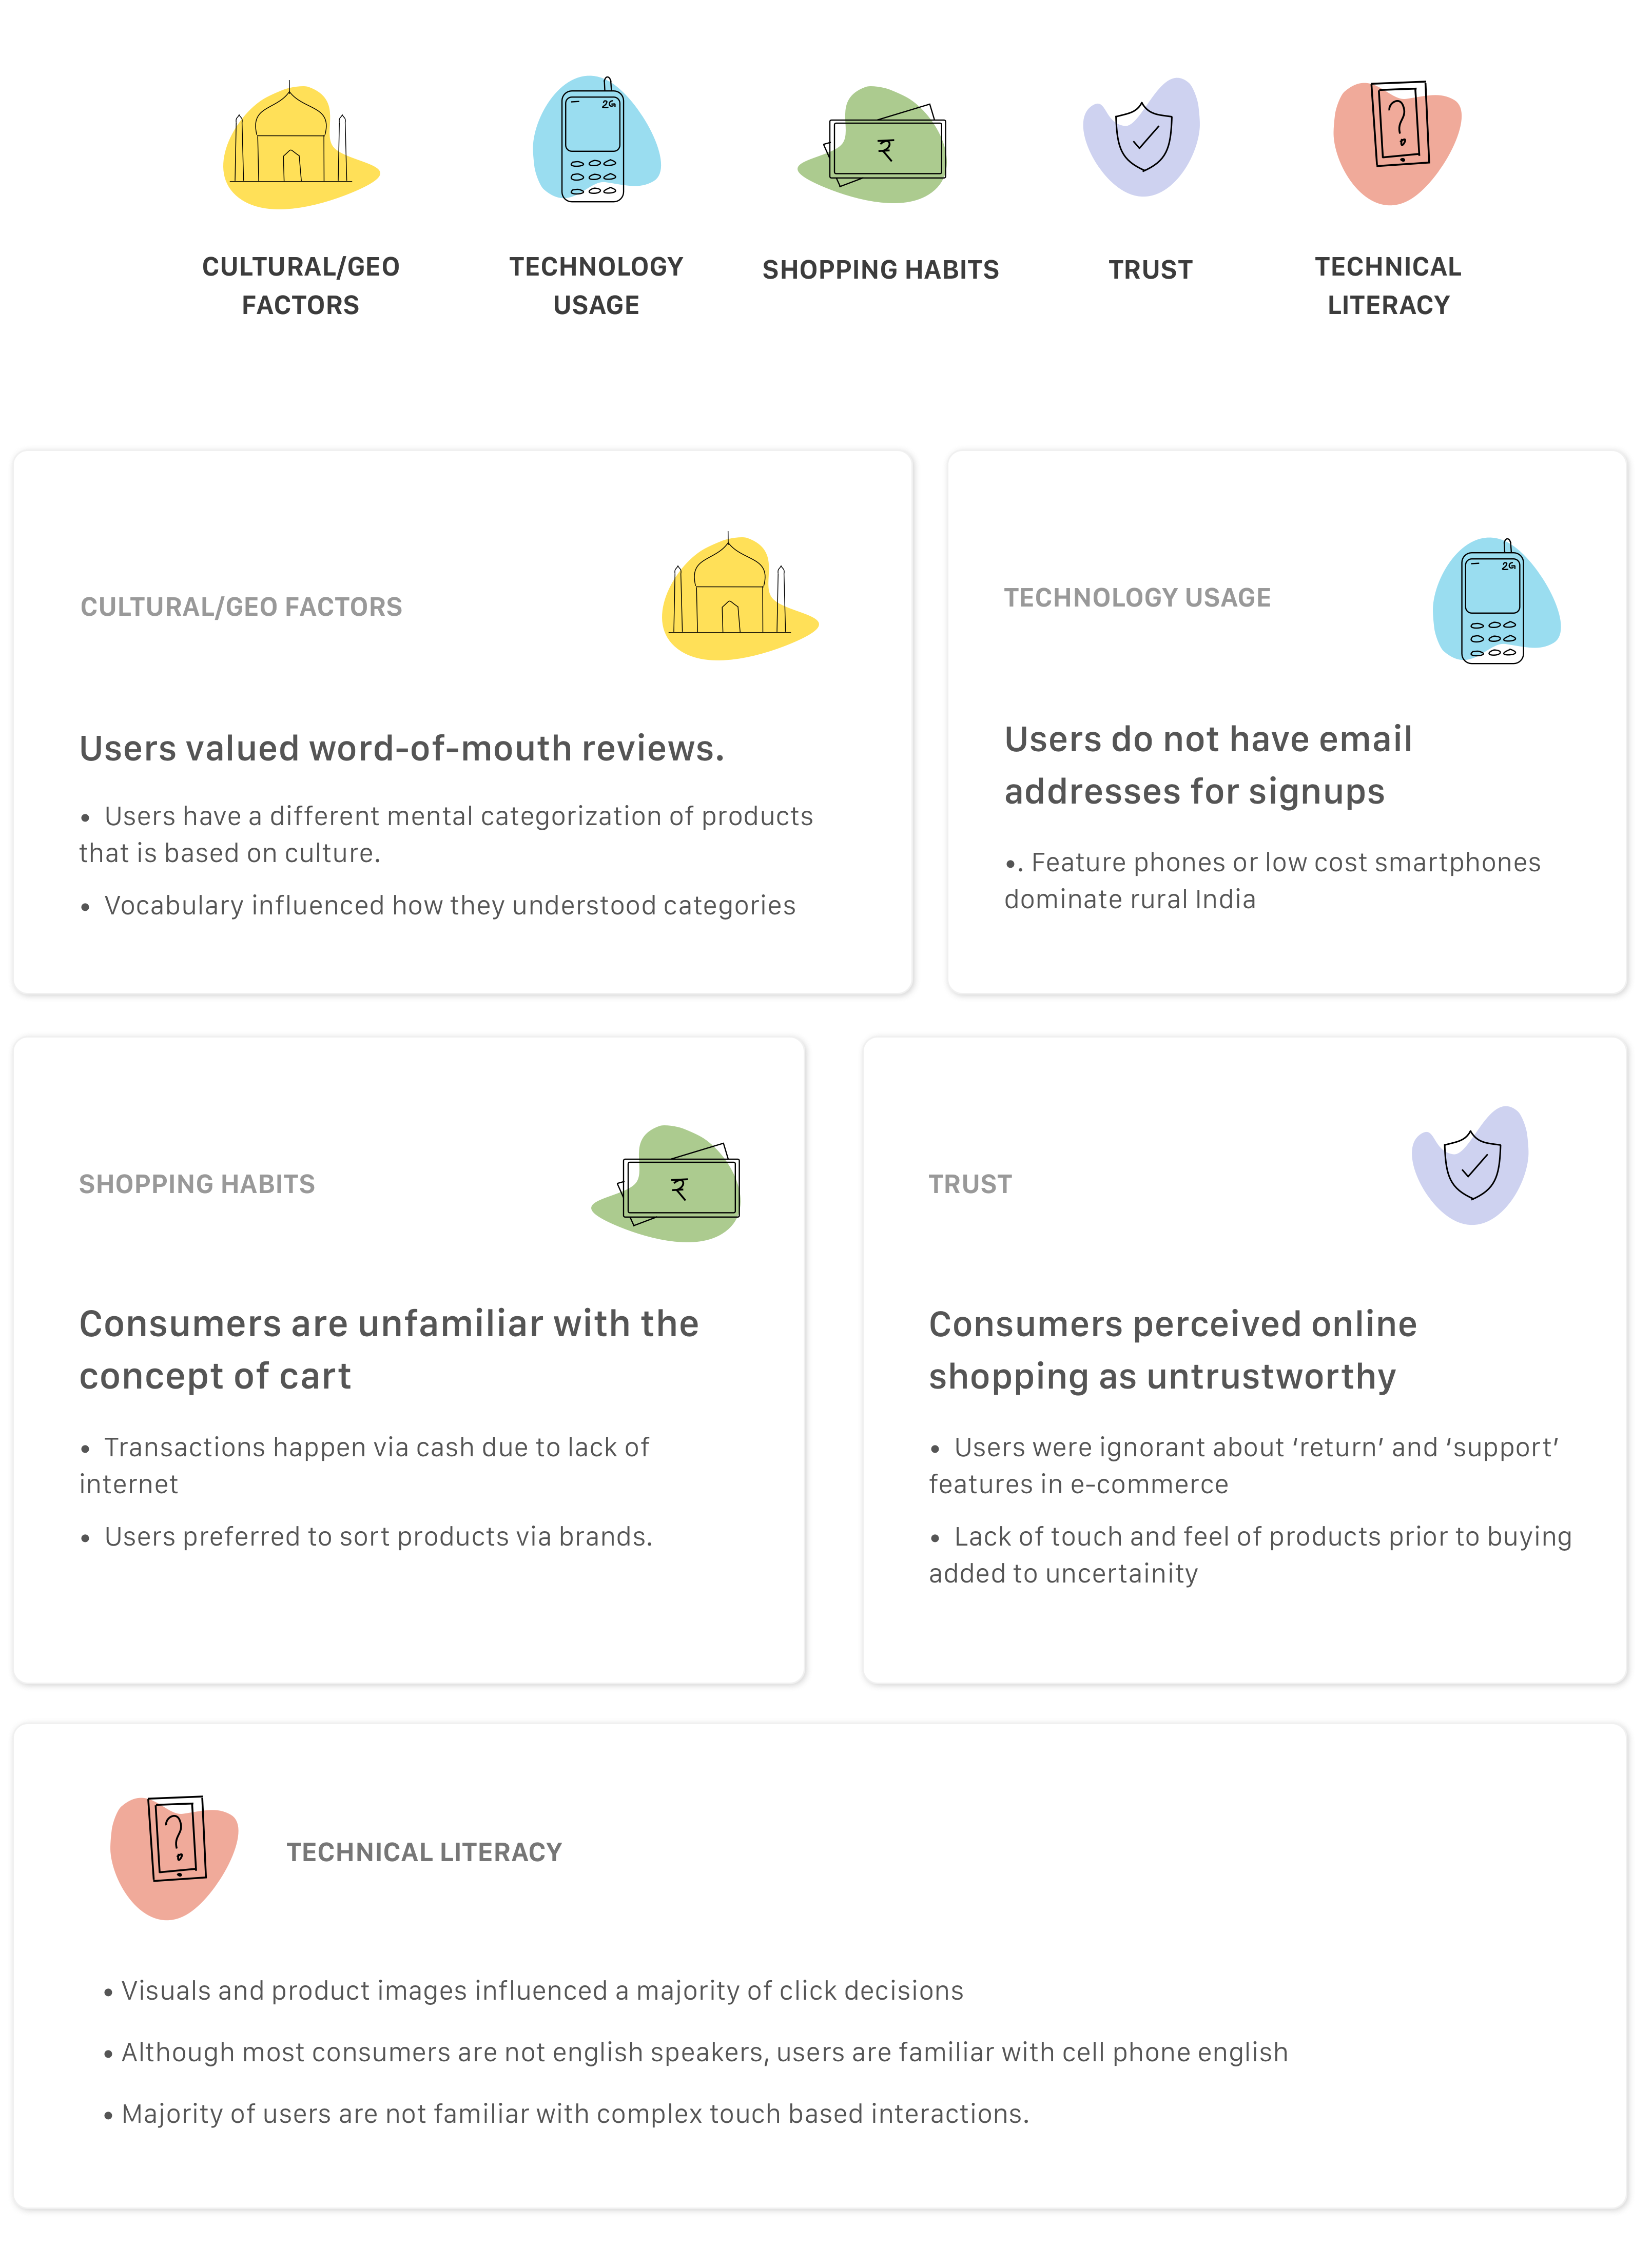 2G
₹
?
CULTURAL/GEO
FACTORS
TECHNOLOGY
USAGE
SHOPPING HABITS
TRUST
TECHNICAL
LITERACY
CULTURAL/GEO FACTORS
Users valued word-of-mouth reviews.
• Users have a different mental categorization of products
that is based on culture.
• Vocabulary influenced how they understood categories
2G
TECHNOLOGY USAGE
Users do not have email
addresses for signups
•. Feature phones or low cost smartphones
dominate rural India
SHOPPING HABITS
₹
Consumers are unfamiliar with the
concept of cart
• Transactions happen via cash due to lack of
internet
• Users preferred to sort products via brands.
TRUST
Consumers perceived online
shopping as untrustworthy
• Users were ignorant about ‘return’ and ‘support’
features in e-commerce
• Lack of touch and feel of products prior to buying
added to uncertainity
?
TECHNICAL LITERACY
• Visuals and product images influenced a majority of click decisions
• Although most consumers are not english speakers, users are familiar with cell phone english
• Majority of users are not familiar with complex touch based interactions.